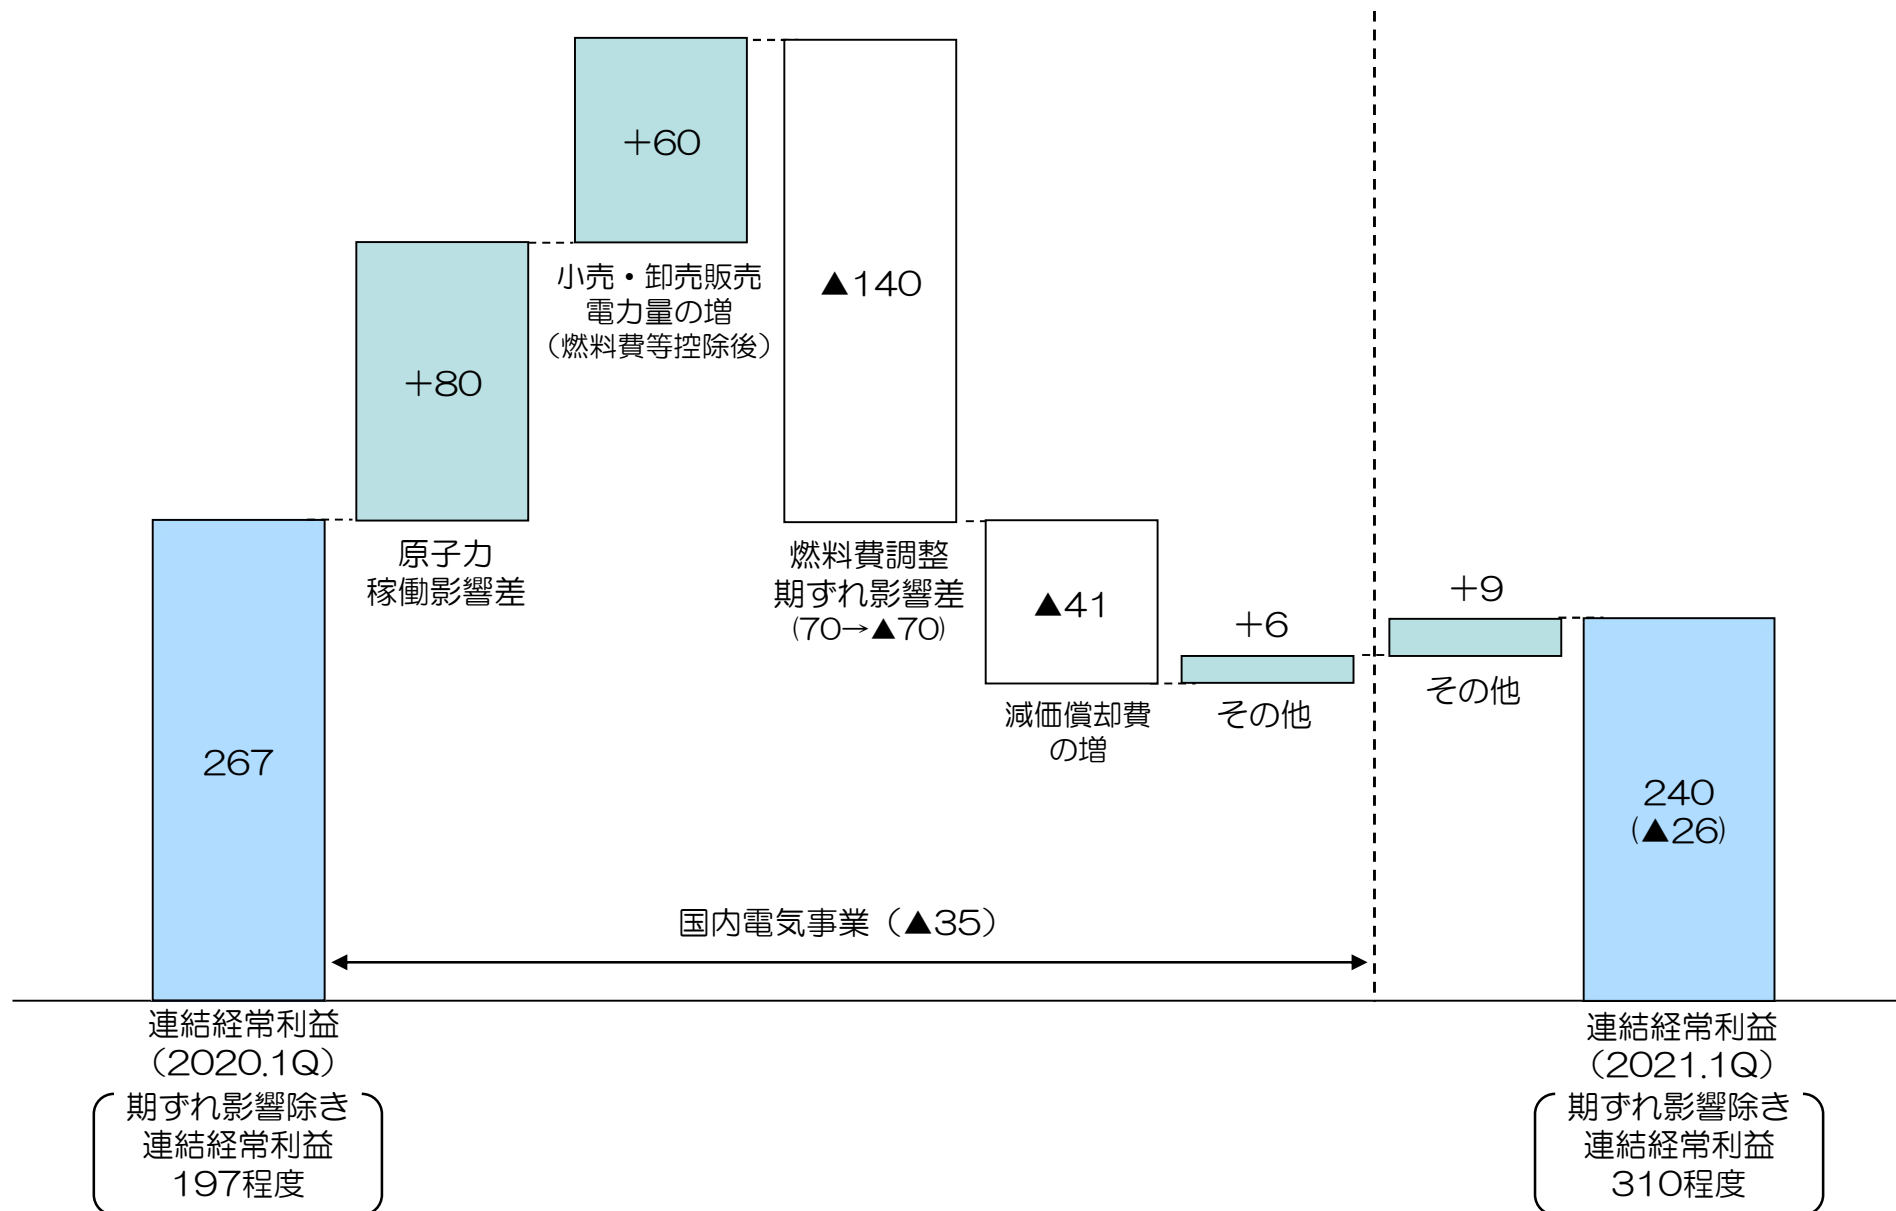 +60
小売・卸売販売
電力量の増
（燃料費等控除後）
+80
原子力
稼働影響差
▲140
燃料費調整
期ずれ影響差
(70→▲70)
▲41
減価償却費
の増
+6
その他
+9
その他
267
240
(▲26)
国内電気事業（▲35）
連結経常利益
（2020.1Q）
期ずれ影響除き
連結経常利益
197程度
連結経常利益
（2021.1Q）
期ずれ影響除き
連結経常利益
310程度